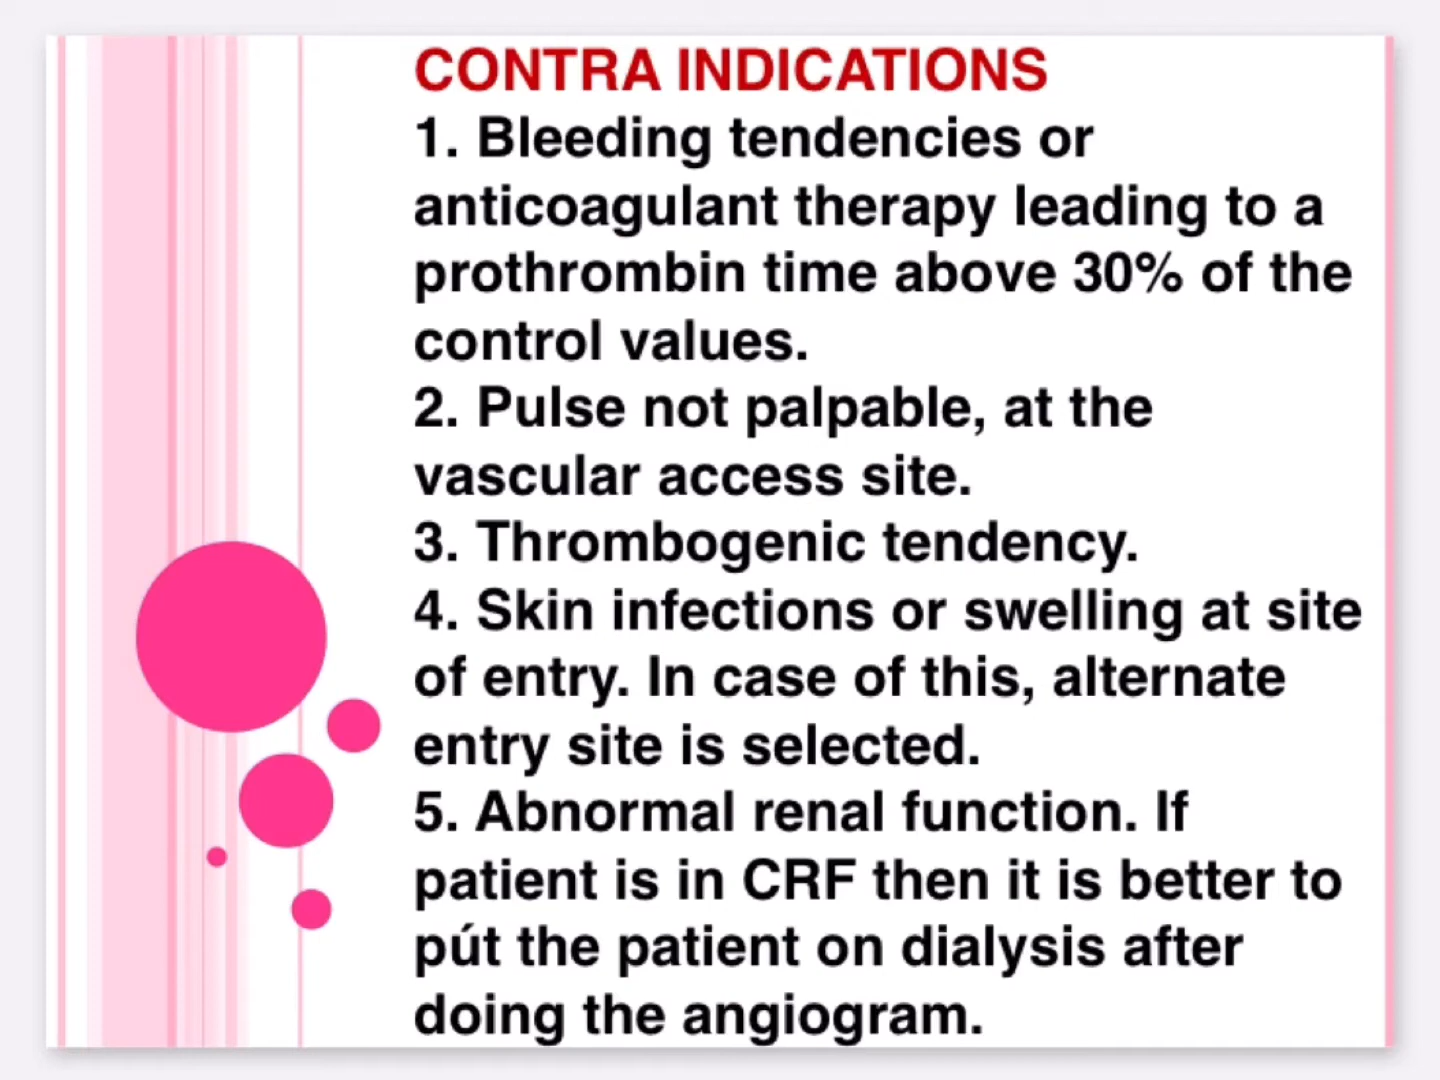 CONTRA INDICATIONS
1. Bleeding tendencies or
anticoagulant therapy leading to a
prothrombin time above 30% of the
control values.
2. Pulse not palpable, at the
vascular access site.
3. Thrombogenic tendency.
4. Skin infections or swelling at site
of entry. In case of this, alternate
entry site is selected.
5. Abnormal renal function. If
patient is in CRF then it is better to
pút the patient on dialysis after
doing the angiogram.